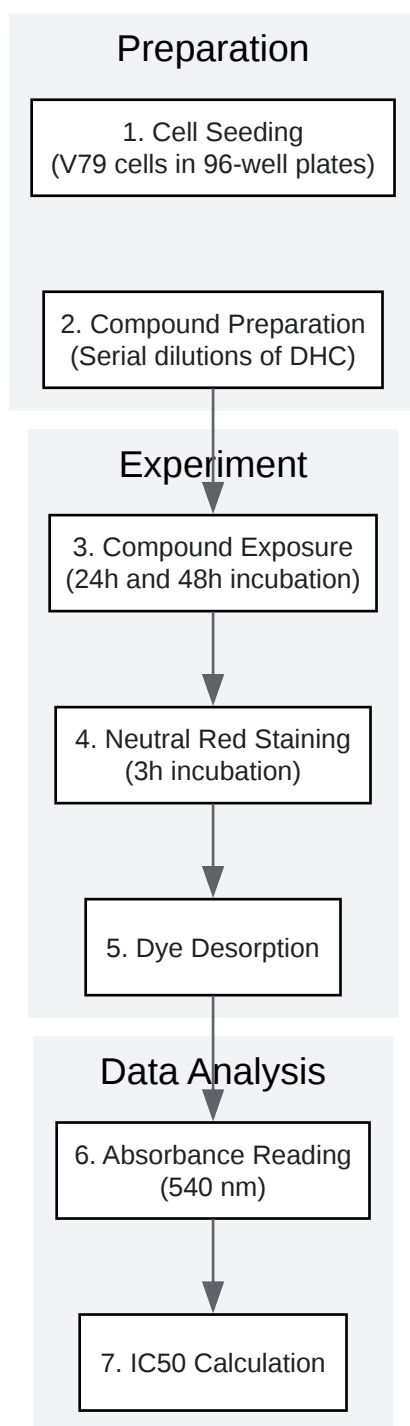 Preparation
1. Cell Seeding
(V79 cells in 96-well plates)
2. Compound Preparation
(Serial dilutions of DHC)
Experiment
3. Compound Exposure
(24h and 48h incubation)
4. Neutral Red Staining
(3h incubation)
5. Dye Desorption
Data Analysis
6. Absorbance Reading
(540 nm)
7. IC50 Calculation